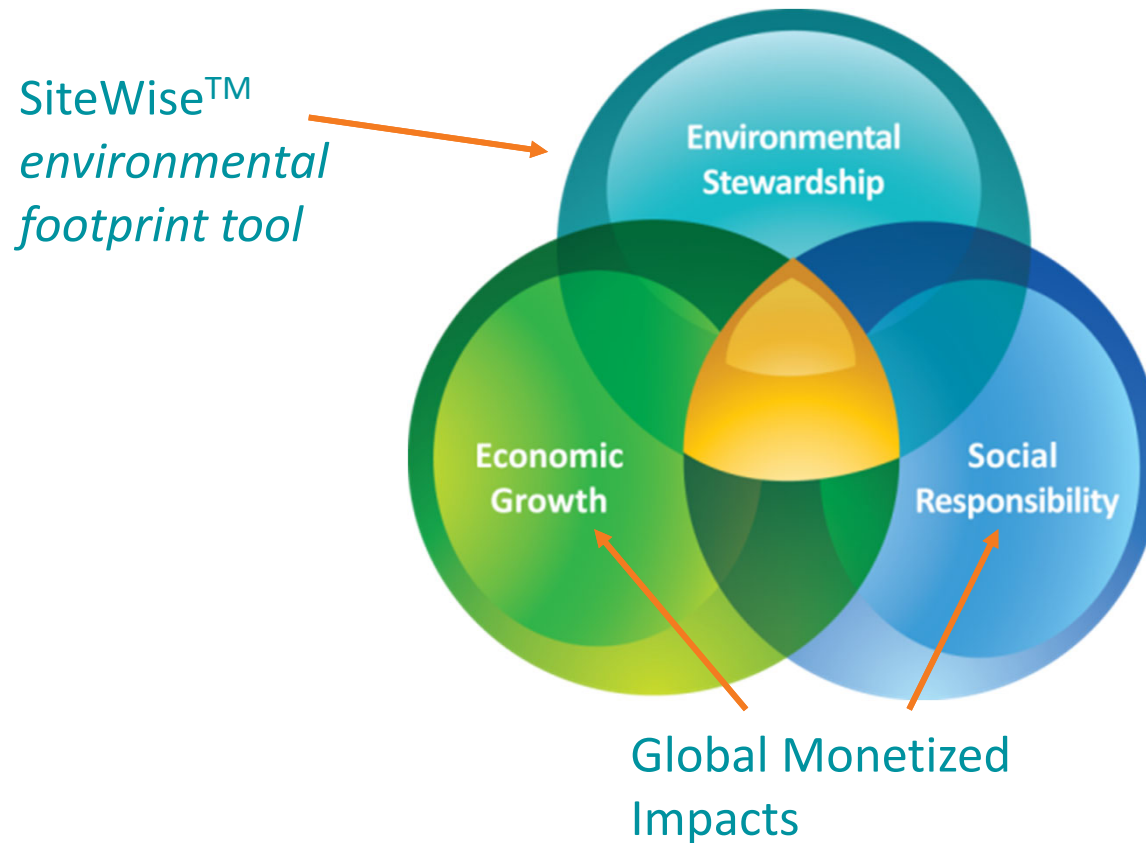 SiteWise™
environmental
footprint tool
Environmental
Stewardship
Economic
Growth
Social
Responsibility
Global Monetized
Impacts